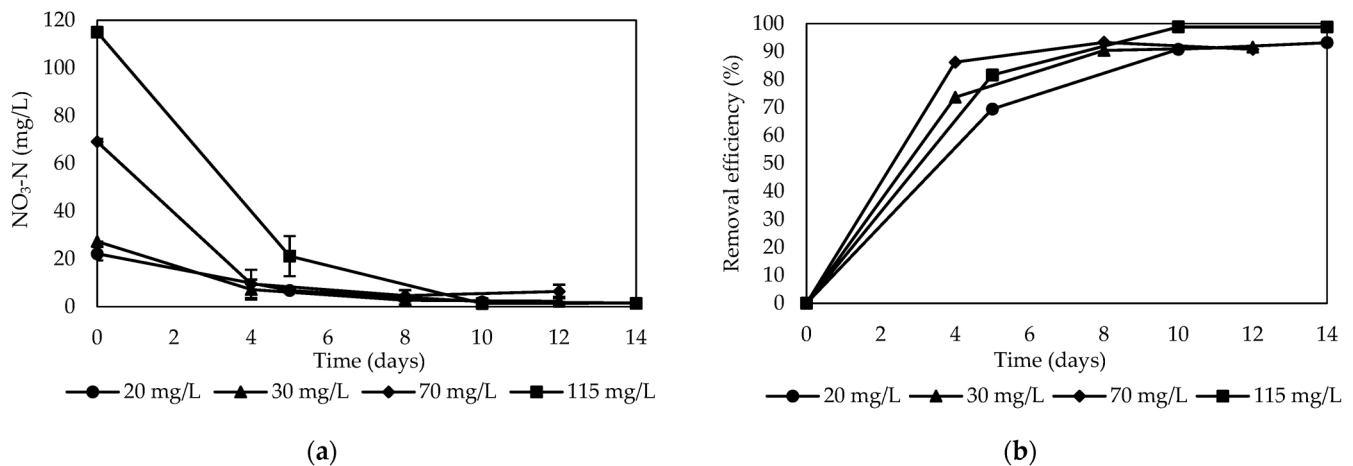 NO₃-N (mg/L)
120
100
80
60
40
20
0
0 2 4 6 8 10 12 14
Time (days)
20 mg/L 30 mg/L 70 mg/L 115 mg/L
(a)
Removal efficiency (%)
100
90
80
70
60
50
40
30
20
10
0
0 2 4 6 8 10 12 14
Time (days)
20 mg/L 30 mg/L 70 mg/L 115 mg/L
(b)